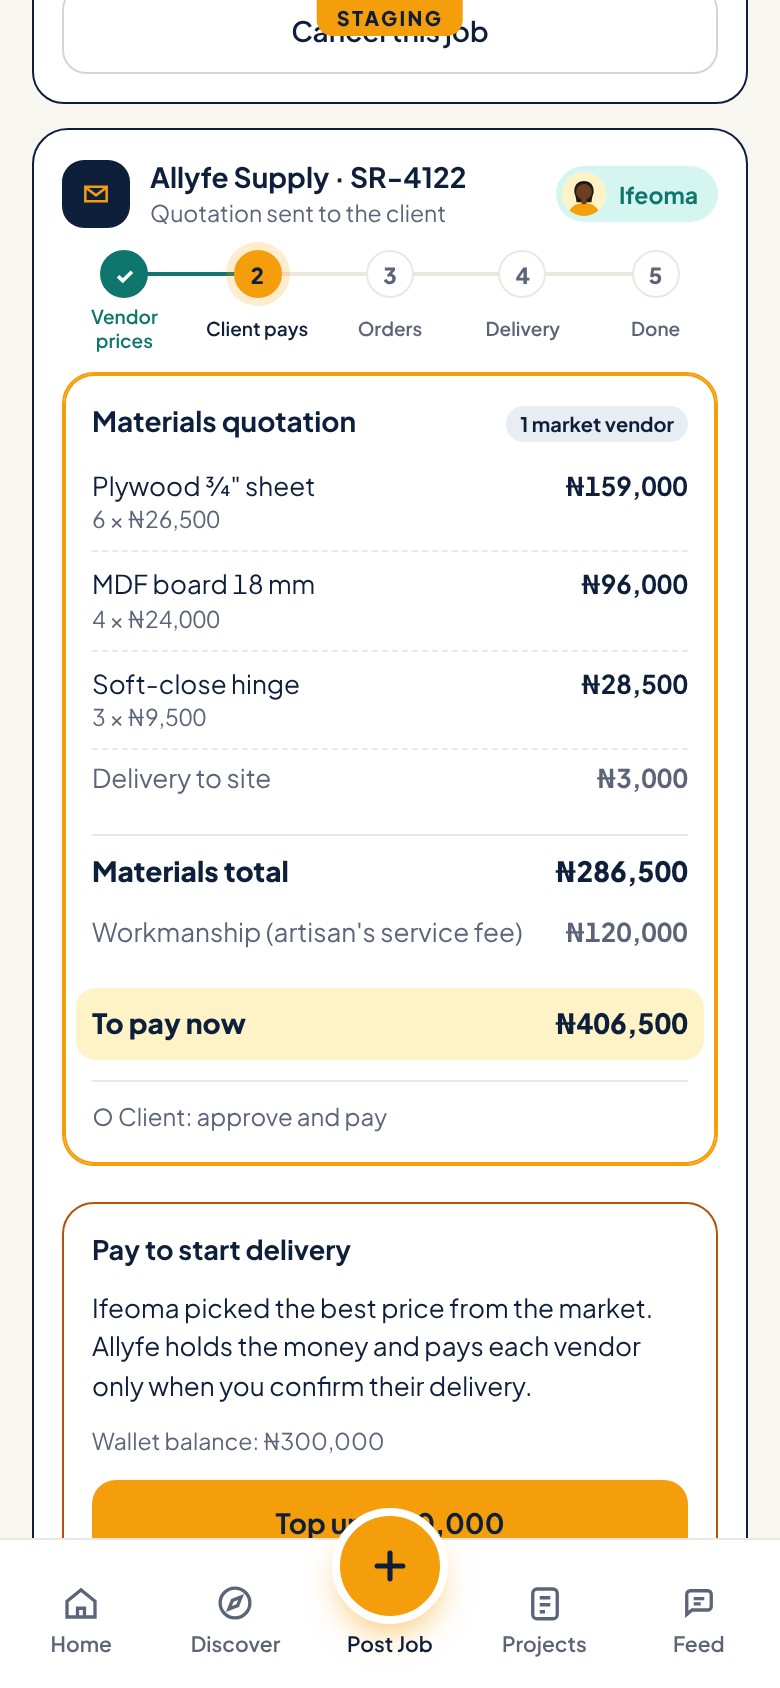 STAGING
Cancel this job
Allyfe Supply · SR-4122
Quotation sent to the client
Ifeoma
2
3
4
5
Vendor
prices
Client pays
Orders
Delivery
Done
Materials quotation
1 market vendor
Plywood ¾" sheet
₦159,000
6 × ₦26,500
MDF board 18 mm
₦96,000
4 × ₦24,000
Soft-close hinge
₦28,500
3 × ₦9,500
Delivery to site
₦3,000
Materials total
₦286,500
Workmanship (artisan's service fee)
₦120,000
To pay now
₦406,500
O Client: approve and pay
Pay to start delivery
Ifeoma picked the best price from the market.
Allyfe holds the money and pays each vendor
only when you confirm their delivery.
Wallet balance: ₦300,000
Top
Home
Discover
Post Job
Projects
Feed